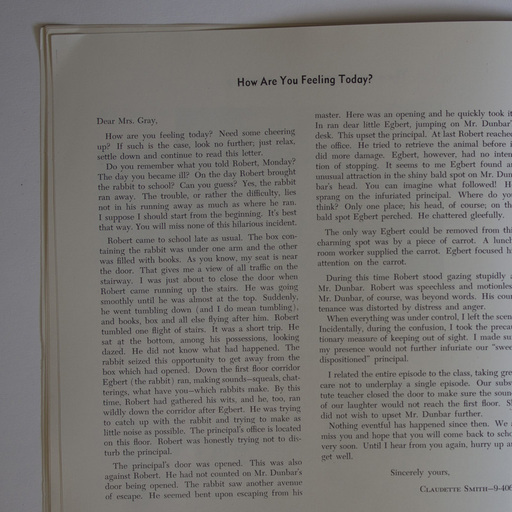 How Are You Feeling Today?
Dear Mrs. Gray,
How are you feeling today? Need some cheering
up? If such is the case, look no further; just relax,
settle down and continue to read this letter.
Do you remember what you told Robert, Monday?
The day you became ill? On the day Robert brought
the rabbit to school? Can you guess? Yes, the rabbit
ran away. The trouble, or rather the difficulty, lies
not in his running away as much as where he ran.
I suppose I should start from the beginning. It's best
that way. You will miss none of this hilarious incident.
Robert came to school late as usual. The box con-
taining the rabbit was under one arm and the other
was filled with books. As you know, my seat is near
the door. That gives me a view of all traffic on the
stairway. I was just about to close the door when
Robert came running up the stairs. He was going
smoothly until he was almost at the top. Suddenly,
he went tumbling down (and I do mean tumbling),
and books, box and all else flying after him. Robert
tumbled one flight of stairs. It was a short trip. He
sat at the bottom, among his possessions, looking
dazed. He did not know what had happened. The
rabbit seized this opportunity to get away from the
box which had opened. Down the first floor corridor
Egbert (the rabbit) ran, making sounds—squeals, chat-
terings, what have you—which rabbits make. By this
time, Robert had gathered his wits, and he, too, ran
wildly down the corridor after Egbert. He was trying
to catch up with the rabbit and trying to make as
little noise as possible. The principal's office is located
on this floor. Robert was honestly trying not to dis-
turb the principal.
The principal's door was opened. This was also
against Robert. He had not counted on Mr. Dunbar's
door being opened. The rabbit saw another avenue
of escape. He seemed bent upon escaping from his
master. Here was an opening and he quickly took it
In ran dear little Egbert, jumping on Mr. Dunbar'
desk. This upset the principal. At last Robert reache
the office. He tried to retrieve the animal before i
did more damage. Egbert, however, had no inten
tion of stopping. It seems to me Egbert found a
unusual attraction in the shiny bald spot on Mr. Dun
bar's head. You can imagine what followed! H
sprang on the infuriated principal. Where do yo
think? Only one place; his head, of course, on th
bald spot Egbert perched. He chattered gleefully.
The only way Egbert could be removed from thi
charming spot was by a piece of carrot. A lunch
room worker supplied the carrot. Egbert focused h
attention on the carrot.
During this time Robert stood gazing stupidly a
Mr. Dunbar. Robert was speechless and motionles
Mr. Dunbar, of course, was beyond words. His cou
tenance was distorted by distress and anger.
When everything was under control, I left the scen
Incidentally, during the confusion, I took the precau
tionary measure of keeping out of sight. I made su
my presence would not further infuriate our "swee
dispositioned" principal.
I related the entire episode to the class, taking gre
care not to underplay a single episode. Our subs
tute teacher closed the door to make sure the soun
of our laughter would not reach the first floor. S
did not wish to upset Mr. Dunbar further.
Nothing eventful has happened since then. We
miss you and hope that you will come back to scho
very soon. Until I hear from you again, hurry up a
get well.
Sincerely yours,
Claudette Smith—9-406